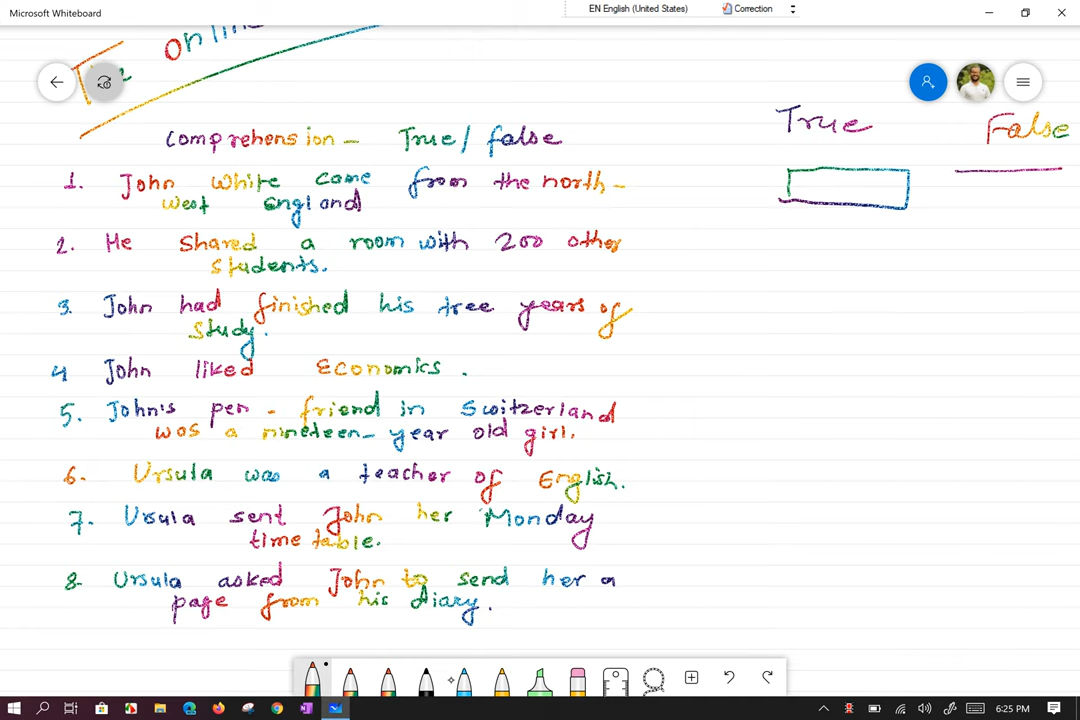 Microsoft Whiteboard
EN English (United States)
Correction
online
Comprehension - True/false
True
False
1. John White came from the north-
west England
2. He shared a room with 200 other
students.
3. John had finished his tree years of
study.
4 John liked Economics.
5. John's pen-friend in Switzerland
was a nineteen-year old girl.
6. Ursula was a teacher of English.
7. Ursula sent John her Monday
time table.
8. Ursula asked John to send her a
page from his diary.
6:25 PM